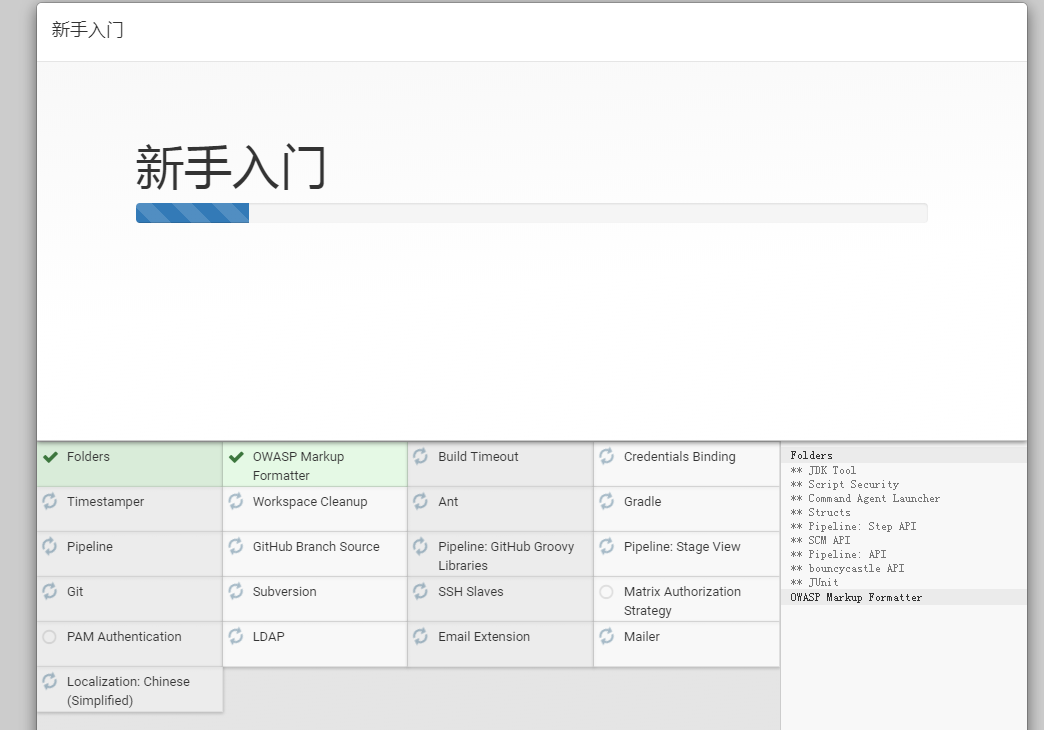 新手入门
新手入门
Folders
OWASP Markup
Formatter
Build Timeout
Credentials Binding
Timestamper
Workspace Cleanup
Ant
Gradle
Pipeline
GitHub Branch Source
Pipeline: GitHub Groovy
Libraries
Pipeline: Stage View
Git
Subversion
SSH Slaves
Matrix Authorization
Strategy
PAM Authentication
LDAP
Email Extension
Mailer
Localization: Chinese
(Simplified)
Folders
** JDK Tool
** Script Security
** Command Agent Launcher
** Structs
** Pipeline: Step API
** SCM API
** Pipeline: API
** bouncycastle API
** JUnit
OWASP Markup Formatter